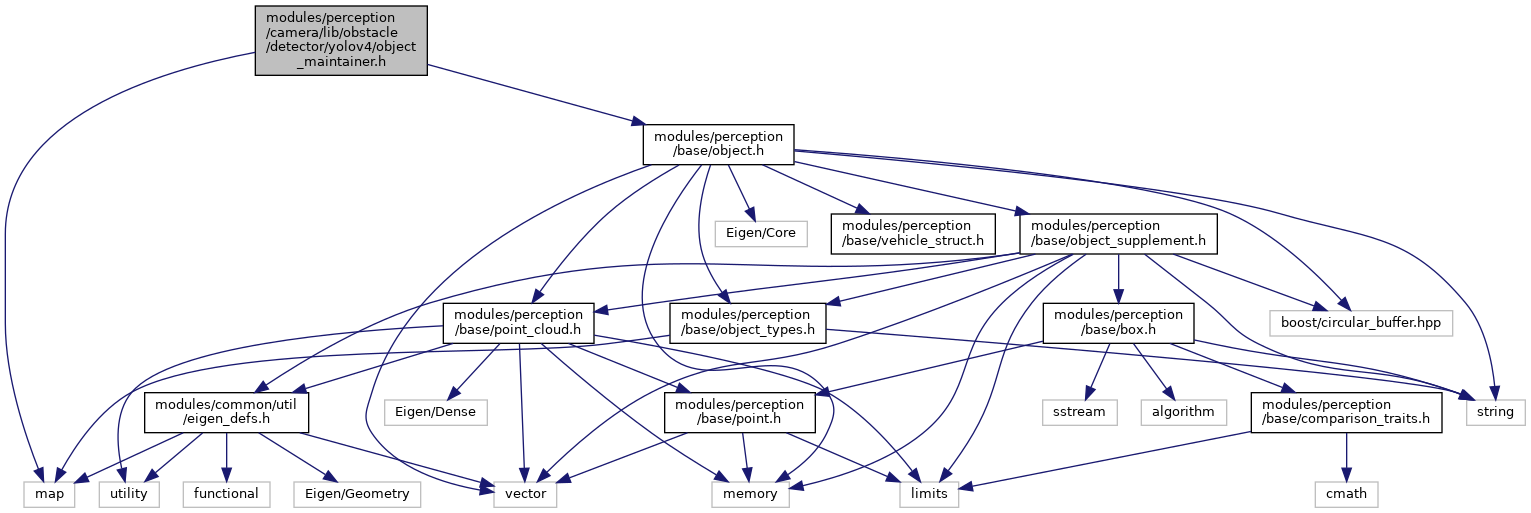 modules/perception
/camera/lib/obstacle
/detector/yolov4/object
_maintainer.h
modules/perception
/base/object.h
Eigen/Core
modules/perception
/base/vehicle_struct.h
modules/perception
/base/object_supplement.h
modules/perception
/base/point_cloud.h
modules/perception
/base/object_types.h
modules/perception
/base/box.h
boost/circular_buffer.hpp
modules/common/util
/eigen_defs.h
Eigen/Dense
modules/perception
/base/point.h
sstream
algorithm
modules/perception
/base/comparison_traits.h
string
map
utility
functional
Eigen/Geometry
vector
memory
limits
cmath